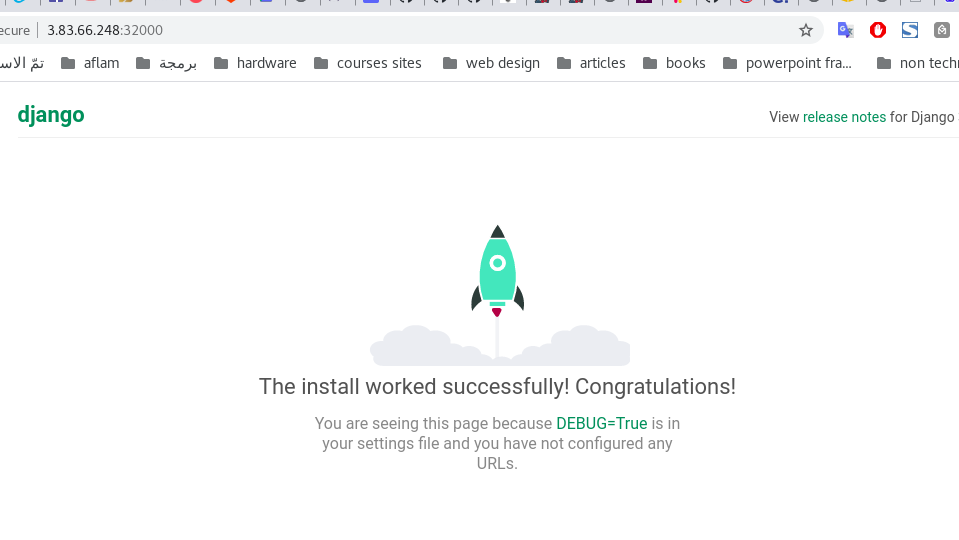 ecure 3.83.66.248:32000
تمّ الاس aflam برمجة hardware courses sites web design articles books powerpoint fra... non techn
django
View release notes for Django
The install worked successfully! Congratulations!
You are seeing this page because DEBUG=True is in
your settings file and you have not configured any
URLs.